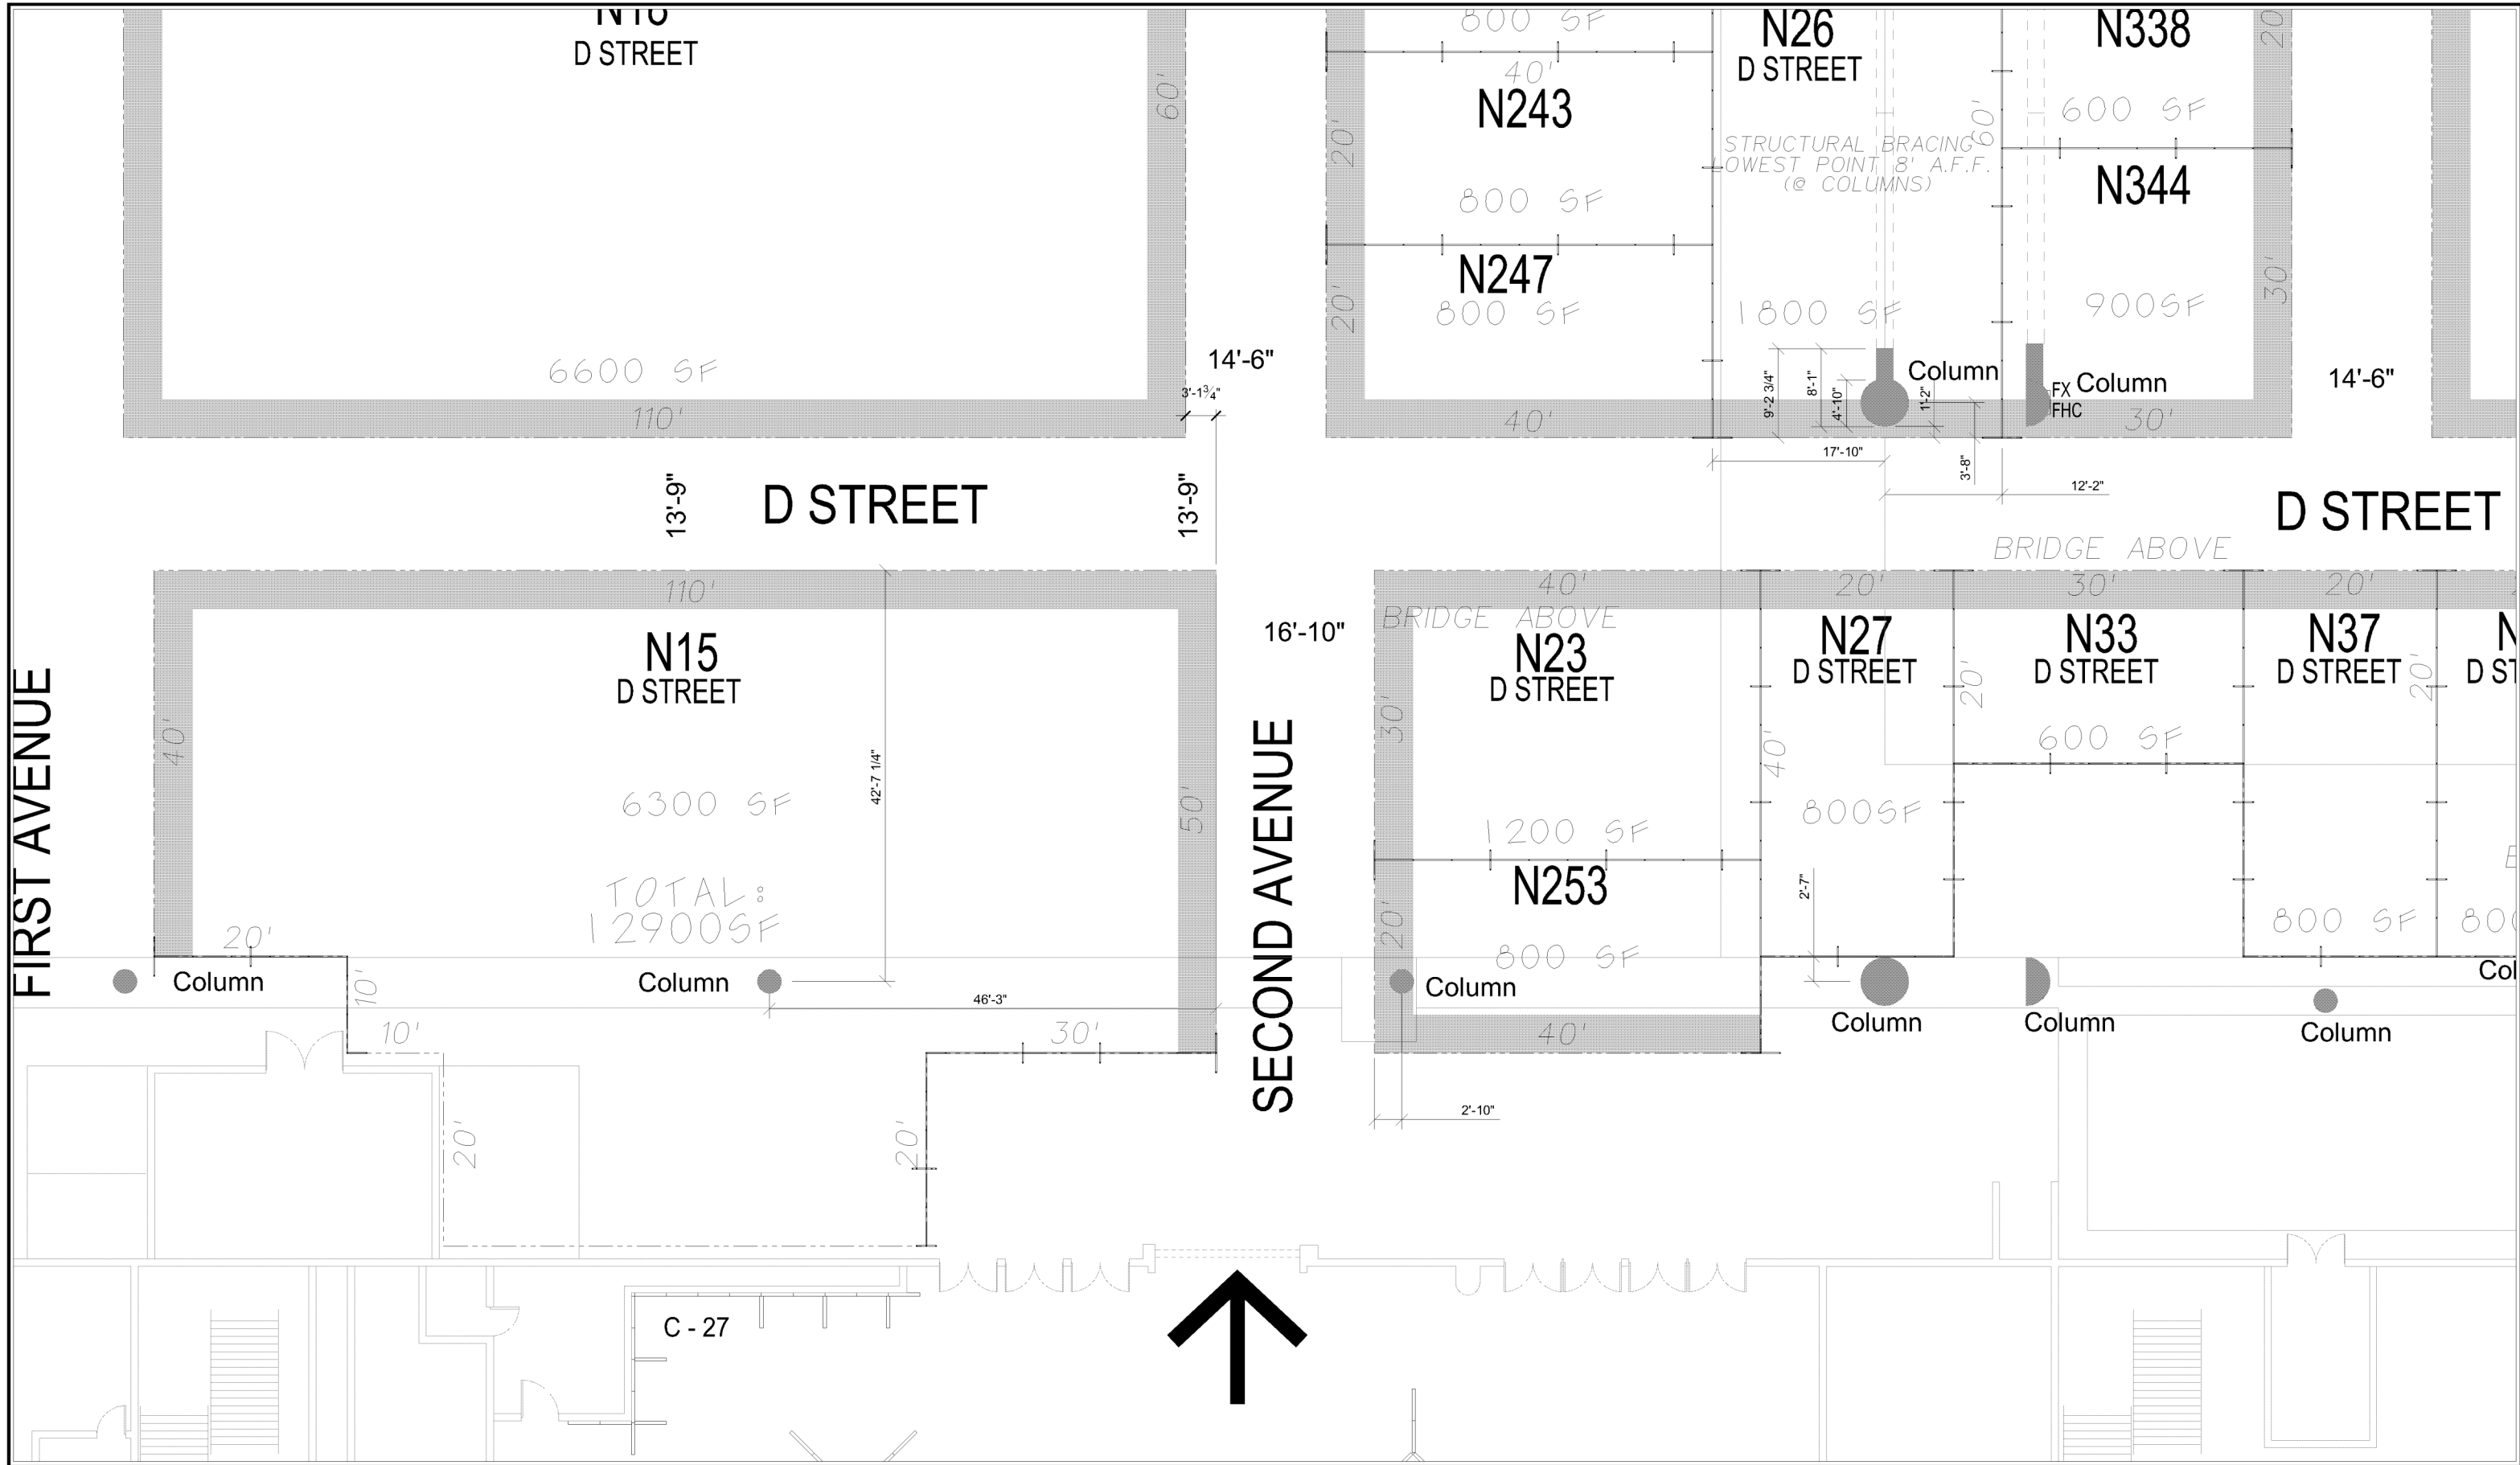 D STREET
60'
6600 SF
110'
3'-1¾"
14'-6"
800 SF
40'
N243
20'
800 SF
N247
20'
800 SF
40'
N26
D STREET
60'
STRUCTURAL BRACING
LOWEST POINT 8' A.F.F.
(@ COLUMNS)
1800 SF
9'-2 3/4"
8'-1"
4'-10"
1'-2"
Column
N338
20'
600 SF
N344
30'
900SF
FX
FHC
Column
30'
14'-6"
17'-10"
3'-8"
12'-2"
13'-9"
D STREET
13'-9"
D STREET
BRIDGE ABOVE
FIRST AVENUE
110'
N15
D STREET
40'
42'-7 1/4"
50'
6300 SF
TOTAL:
12900SF
20'
Column
Column
10'
10'
46'-3"
30'
20'
20'
16'-10"
SECOND AVENUE
40'
BRIDGE ABOVE
N23
D STREET
30'
1200 SF
N253
20'
800 SF
Column
40'
2'-10"
20'
N27
D STREET
40'
800SF
2'-7"
Column
30'
N33
D STREET
20'
600 SF
Column
20'
N37
D STREET
20'
800 SF
Column
C - 27